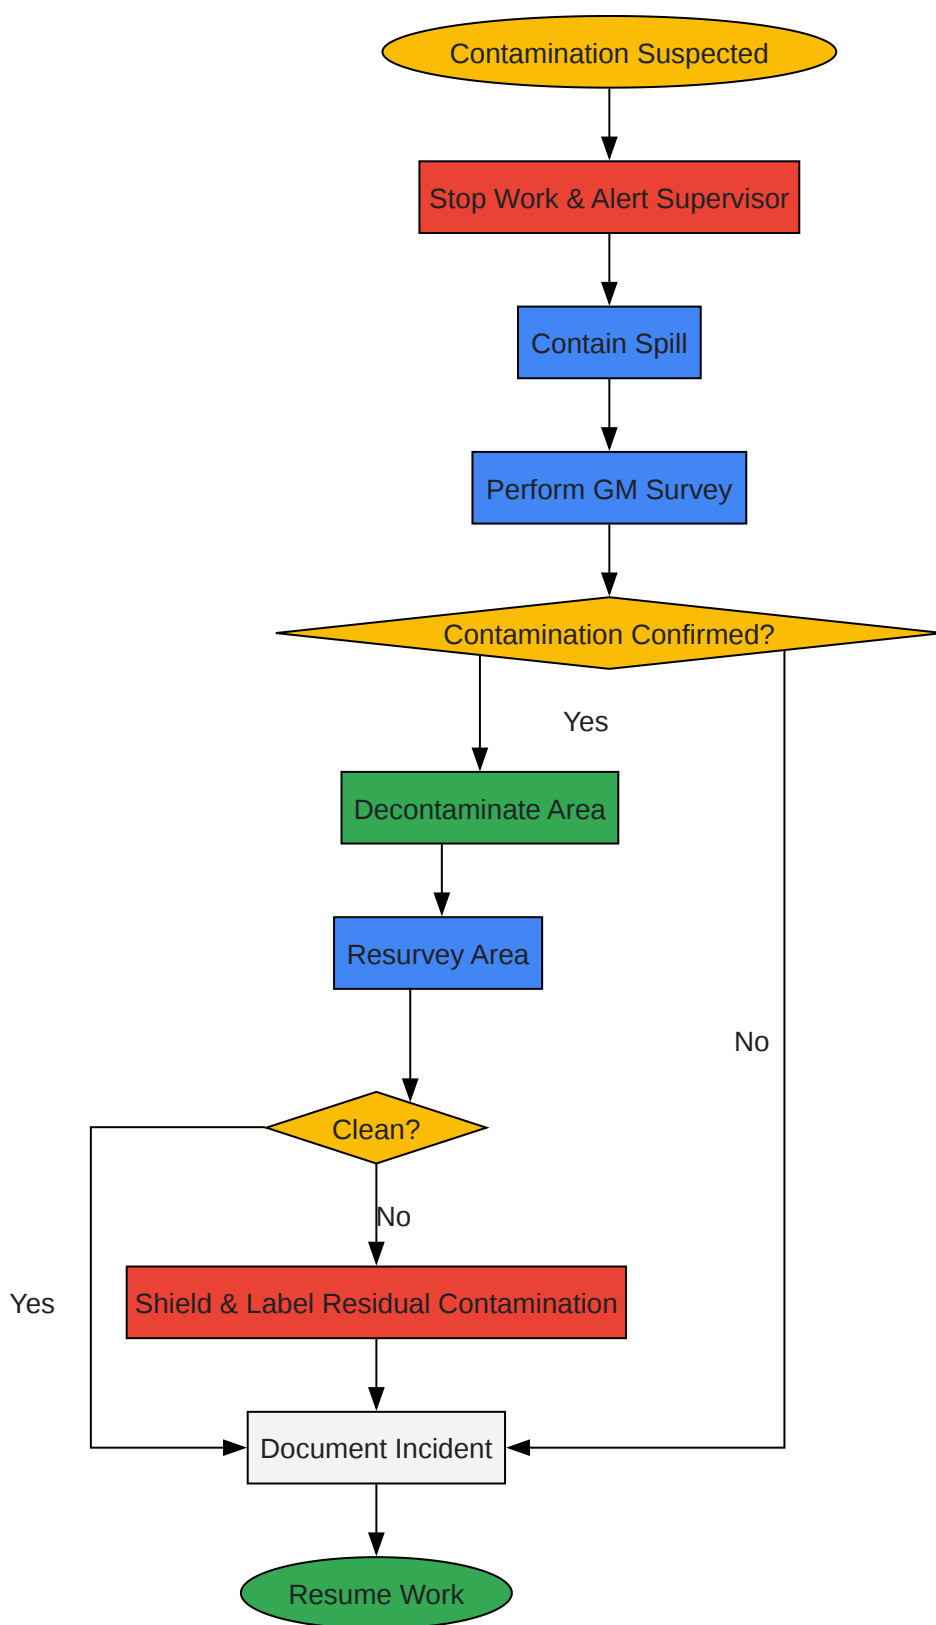 Contamination Suspected
Stop Work & Alert Supervisor
Contain Spill
Perform GM Survey
Contamination Confirmed?
Yes
Decontaminate Area
Resurvey Area
No
Clean?
No
Yes
Shield & Label Residual Contamination
Document Incident
Resume Work